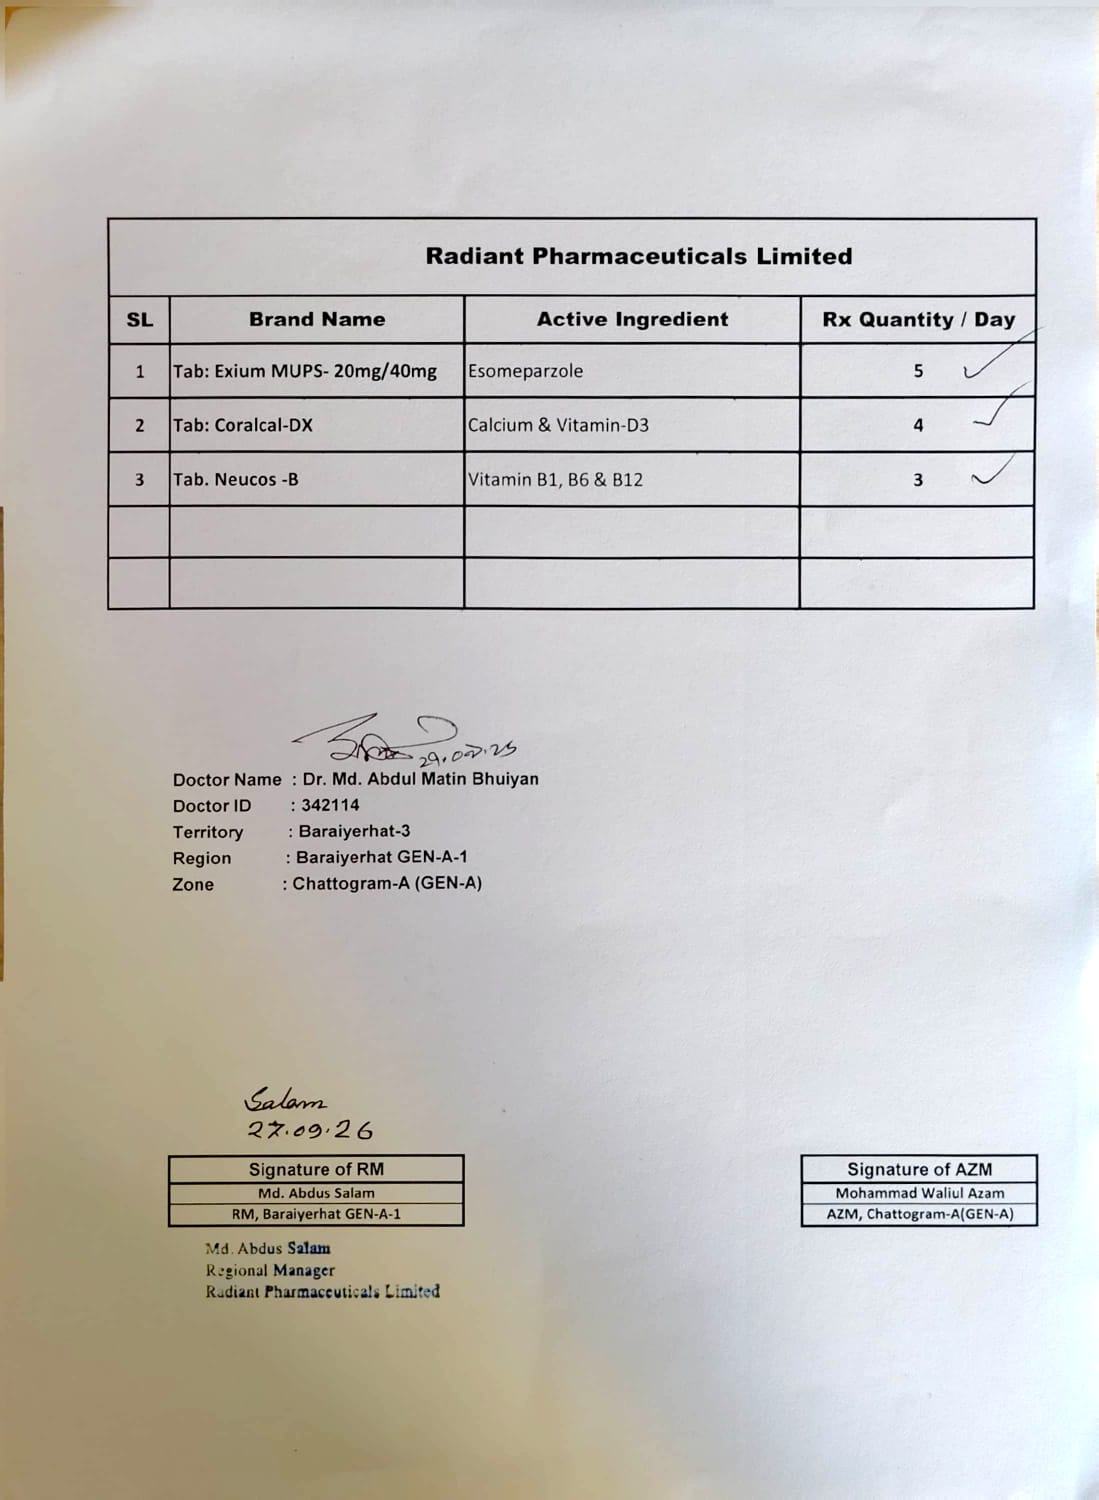 Radiant Pharmaceuticals Limited
SL Brand Name Active Ingredient Rx Quantity / Day
1 Tab: Exium MUPS- 20mg/40mg Esomeparzole 5
2 Tab: Coralcal-DX Calcium & Vitamin-D3 4
3 Tab. Neucos -B Vitamin B1, B6 & B12 3
Doctor Name : Dr. Md. Abdul Matin Bhuiyan
Doctor ID : 342114
Territory : Baraiyerhat-3
Region : Baraiyerhat GEN-A-1
Zone : Chattogram-A (GEN-A)
Salam
27.09.26
Signature of RM
Md. Abdus Salam
RM, Baraiyerhat GEN-A-1
Signature of AZM
Mohammad Waliul Azam
AZM, Chattogram-A(GEN-A)
Md. Abdus Salam
Regional Manager
Radiant Pharmaceuticals Limited